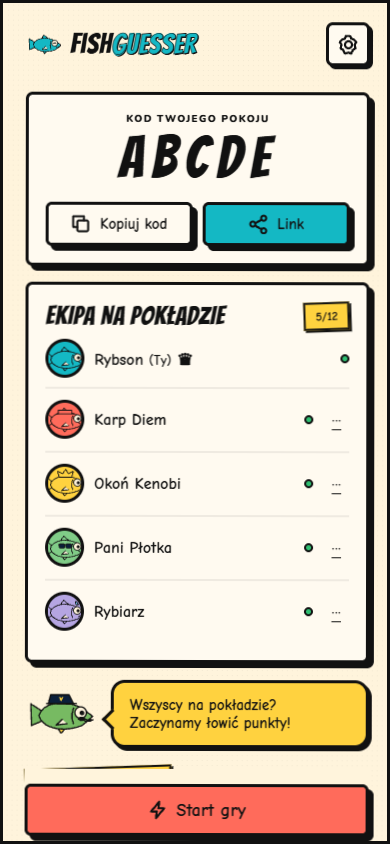 FISHGUESSER
KOD TWOJEGO POKOJU
ABCDE
Kopiuj kod
Link
EKIPA NA POKŁADZIE
5/12
Rybson (Ty)
Karp Diem
...
Okoń Kenobi
...
Pani Płotka
...
Rybiarz
...
Wszyscy na pokładzie?
Zaczynamy łowić punkty!
Start gry